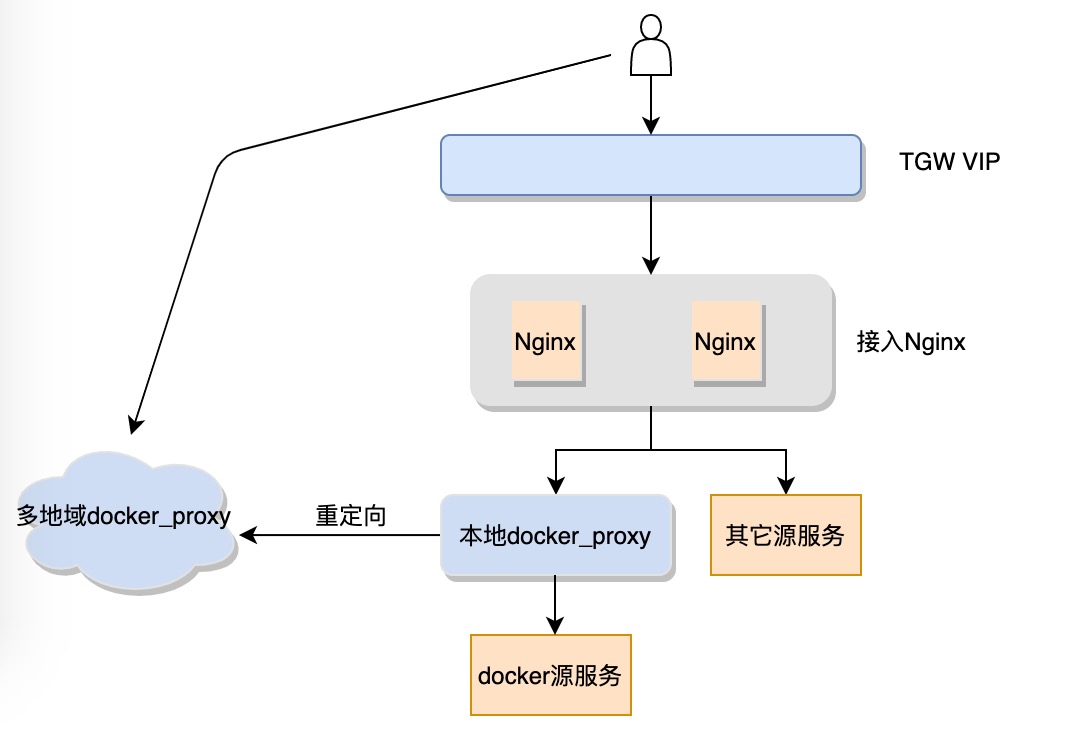 TGW VIP
Nginx
Nginx
接入Nginx
多地域docker_proxy
重定向
本地docker_proxy
其它源服务
docker源服务